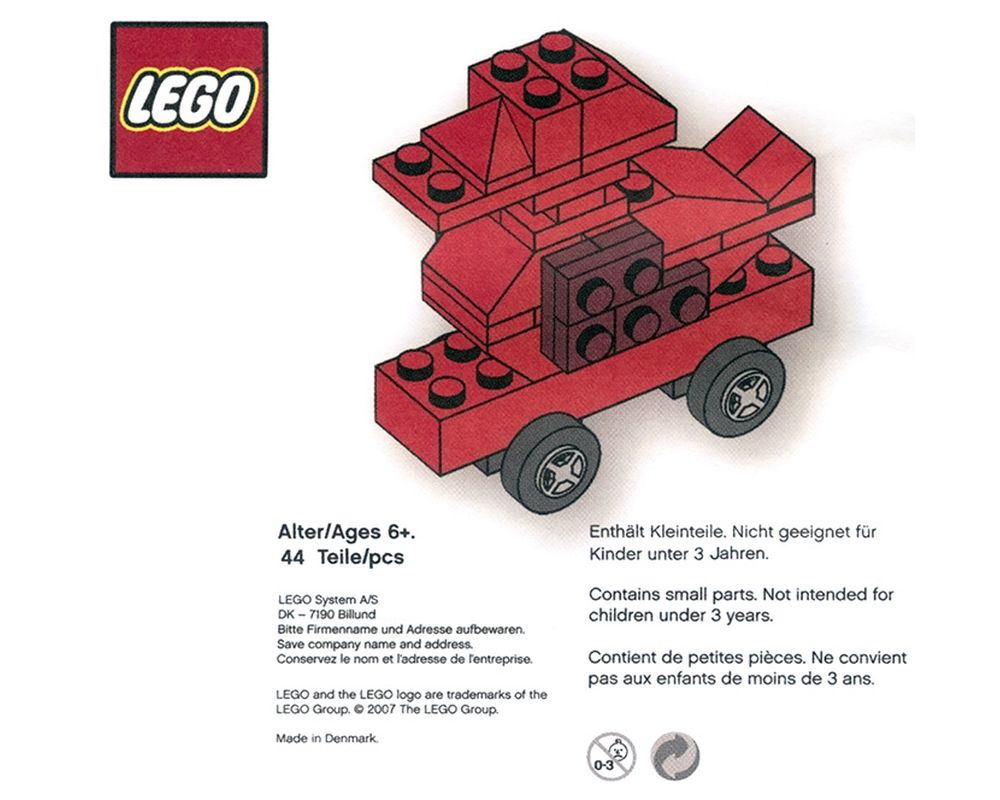 LEGO
Alter/Ages 6+.
44 Teile/pcs
LEGO System A/S
DK – 7190 Billund
Bitte Firmenname und Adresse aufbewaren.
Save company name and address.
Conservez le nom et l'adresse de l'entreprise.
LEGO and the LEGO logo are trademarks of the
LEGO Group. © 2007 The LEGO Group.
Made in Denmark.
Enthält Kleinteile. Nicht geeignet für
Kinder unter 3 Jahren.
Contains small parts. Not intended for
children under 3 years.
Contient de petites pièces. Ne convient
pas aux enfants de moins de 3 ans.
0-3